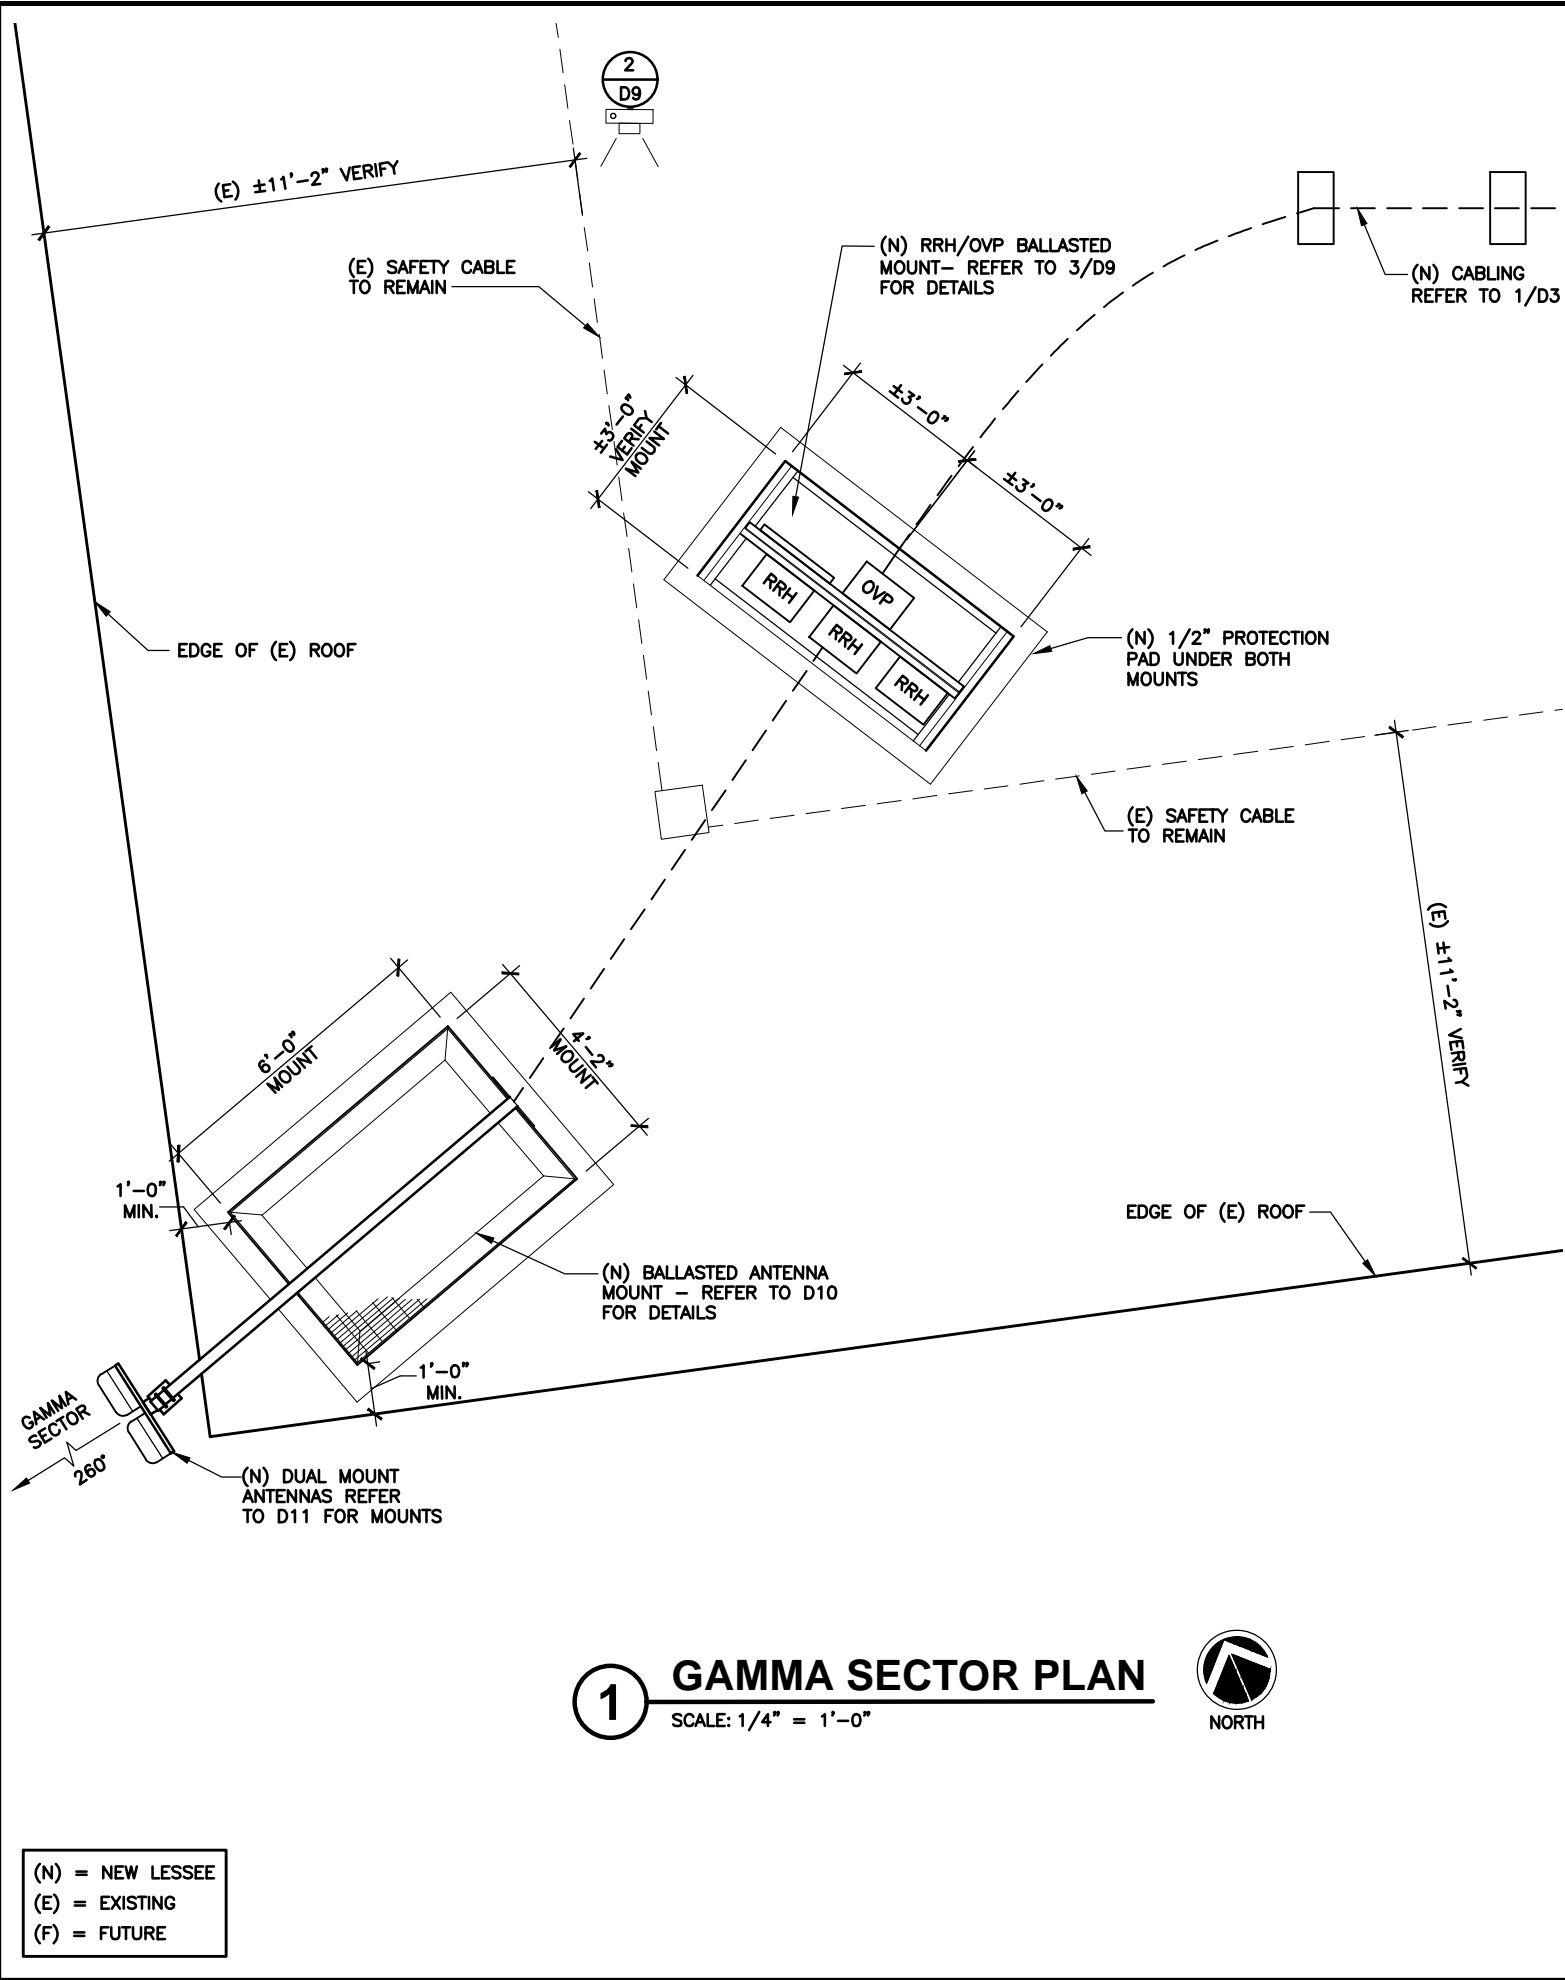 2
D9
(E) ±11'-2" VERIFY
(E) SAFETY CABLE
TO REMAIN
(N) RRH/OVP BALLASTED
MOUNT- REFER TO 3/D9
FOR DETAILS
(N) CABLING
REFER TO 1/D3
±3'-0"
VERIFY
MOUNT
±3'-0"
±3'-0"
RRH
OVP
RRH
RRH
EDGE OF (E) ROOF
(N) 1/2" PROTECTION
PAD UNDER BOTH
MOUNTS
(E) SAFETY CABLE
TO REMAIN
(E) ±11'-2" VERIFY
6'-0"
MOUNT
4'-2"
MOUNT
1'-0"
MIN.
EDGE OF (E) ROOF
(N) BALLASTED ANTENNA
MOUNT - REFER TO D10
FOR DETAILS
1'-0"
MIN.
GAMMA
SECTOR
260°
(N) DUAL MOUNT
ANTENNAS REFER
TO D11 FOR MOUNTS
1
GAMMA SECTOR PLAN
SCALE: 1/4" = 1'-0"
NORTH
(N) = NEW LESSEE
(E) = EXISTING
(F) = FUTURE